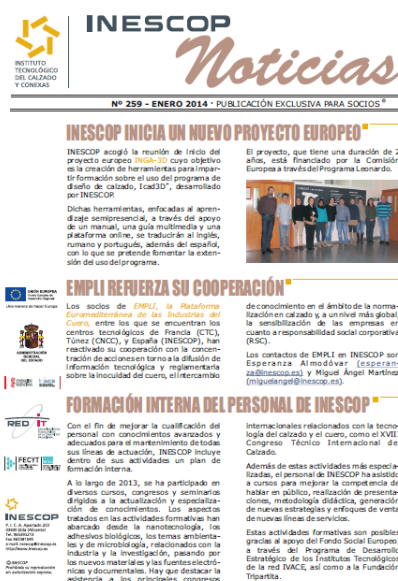 INESCOP
Noticias
INSTITUTO
TECNOLÓGICO
DEL CALZADO
Y CONEXAS
Nº 259 - ENERO 2014 · PUBLICACIÓN EXCLUSIVA PARA SOCIOS
INESCOP INICIA UN NUEVO PROYECTO EUROPEO
INESCOP acogió la reunión de inicio del
proyecto europeo INGA-3D cuyo objetivo
es la creación de herramientas para impar-
tir formación sobre el uso del programa de
diseño de calzado, Icad3D+, desarrollado
por INESCOP.
Dichas herramientas, enfocadas al apren-
dizaje semipresencial, a través del apoyo
de un manual, una guía multimedia y una
plataforma online, se traducirán al inglés,
rumano y portugués, además del español,
con lo que se pretende fomentar la exten-
sión del uso del programa.
El proyecto, que tiene una duración de 2
años, está financiado por la Comisión
Europea a través del Programa Leonardo.
EMPLI REFUERZA SU COOPERACIÓN
Los socios de EMPLI, la Plataforma
Euromediterránea de las Industrias del
Cuero, entre los que se encuentran los
centros tecnológicos de Francia (CTC),
Túnez (CNCC), y España (INESCOP), han
reactivado su cooperación con la concen-
tración de acciones en torno a la difusión de
información tecnológica y reglamentaria
sobre la inocuidad del cuero, el intercambio
de conocimiento en el ámbito de la norma-
lización en calzado y, a un nivel más global,
la sensibilización de las empresas en
cuanto a responsabilidad social corporativa
(RSC).
Los contactos de EMPLI en INESCOP son
Esperanza Almodóvar (esperan-
za@inescop.es) y Miguel Ángel Martínez
(miguelangel@inescop.es).
FORMACIÓN INTERNA DEL PERSONAL DE INESCOP
Con el fin de mejorar la cualificación del
personal con conocimientos avanzados y
adecuados para el mantenimiento de todas
sus líneas de actuación, INESCOP incluye
dentro de sus actividades un plan de
formación interna.
A lo largo de 2013, se ha participado en
diversos cursos, congresos y seminarios
dirigidos a la actualización y especializa-
ción de conocimientos. Los aspectos
tratados en las actividades formativas han
abarcado desde la nanotecnología, los
adhesivos biológicos, los temas ambienta-
les y de microbiología, relacionados con la
industria y la investigación, pasando por
los nuevos materiales y las fuentes electró-
nicas y documentales. Hay que destacar la
asistencia a los principales congresos
internacionales relacionados con la tecno-
logía del calzado y el cuero, como el XVII
Congreso Técnico Internacional de
Calzado.
Además de estas actividades más especia-
lizadas, el personal de INESCOP ha asistido
a cursos para mejorar la competencia de
hablar en público, realización de presenta-
ciones, metodología didáctica, generación
de nuevas estrategias y enfoques de venta
de nuevas líneas de servicios.
Estas actividades formativas son posibles
gracias al apoyo del Fondo Social Europeo,
a través del Programa de Desarrollo
Estratégico de los Institutos Tecnológicos
de la red IVACE, así como a la Fundación
Tripartita.
UNIÓN EUROPEA
ADMINISTRACIÓN
GENERAL
DEL ESTADO
RED IT
FECYT
INESCOP